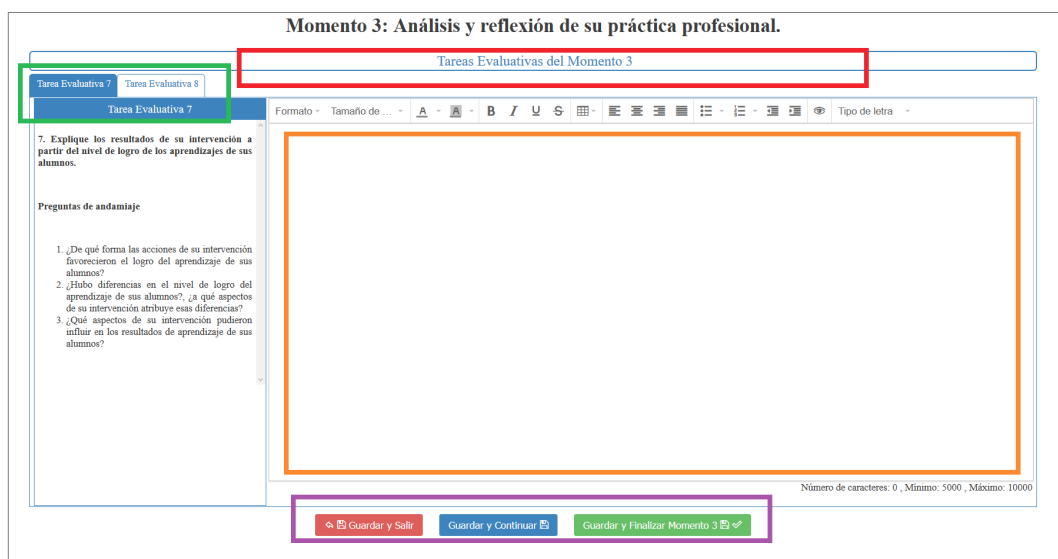 Momento 3: Análisis y reflexión de su práctica profesional.
Tareas Evaluativas del Momento 3
Tarea Evaluativa 7 Tarea Evaluativa 8
Tarea Evaluativa 7
7. Explique los resultados de su intervención a
partir del nivel de logro de los aprendizajes de sus
alumnos.
Preguntas de andamiaje
1. ¿De qué forma las acciones de su intervención
favorecieron el logro del aprendizaje de sus
alumnos?
2. ¿Hubo diferencias en el nivel de logro del
aprendizaje de sus alumnos?, ¿a qué aspectos
de su intervención atribuye esas diferencias?
3. ¿Qué aspectos de su intervención pudieron
influir en los resultados de aprendizaje de sus
alumnos?
Formato Tamaño de ... A A B I U S Tipo de letra
Número de caracteres: 0 , Mínimo: 5000 , Máximo: 10000
Guardar y Salir Guardar y Continuar Guardar y Finalizar Momento 3